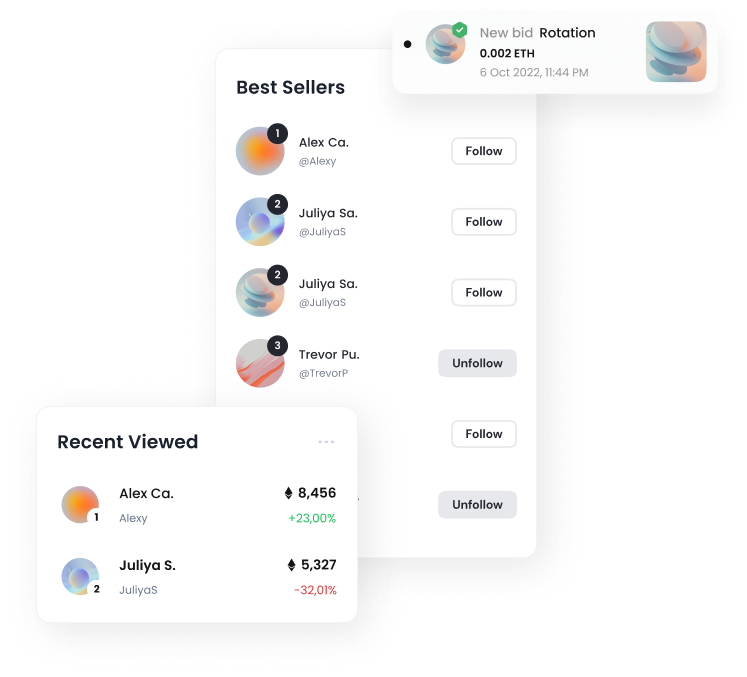 New bid Rotation
0.002 ETH
6 Oct 2022, 11:44 PM
Best Sellers
1
Alex Ca.
@Alexy
Follow
2
Juliya Sa.
@JuliyaS
Follow
2
Juliya Sa.
@JuliyaS
Follow
3
Trevor Pu.
@TrevorP
Unfollow
Follow
Unfollow
Recent Viewed
1
Alex Ca.
8,456
Alexy
+23,00%
2
Juliya S.
5,327
JuliyaS
-32,01%